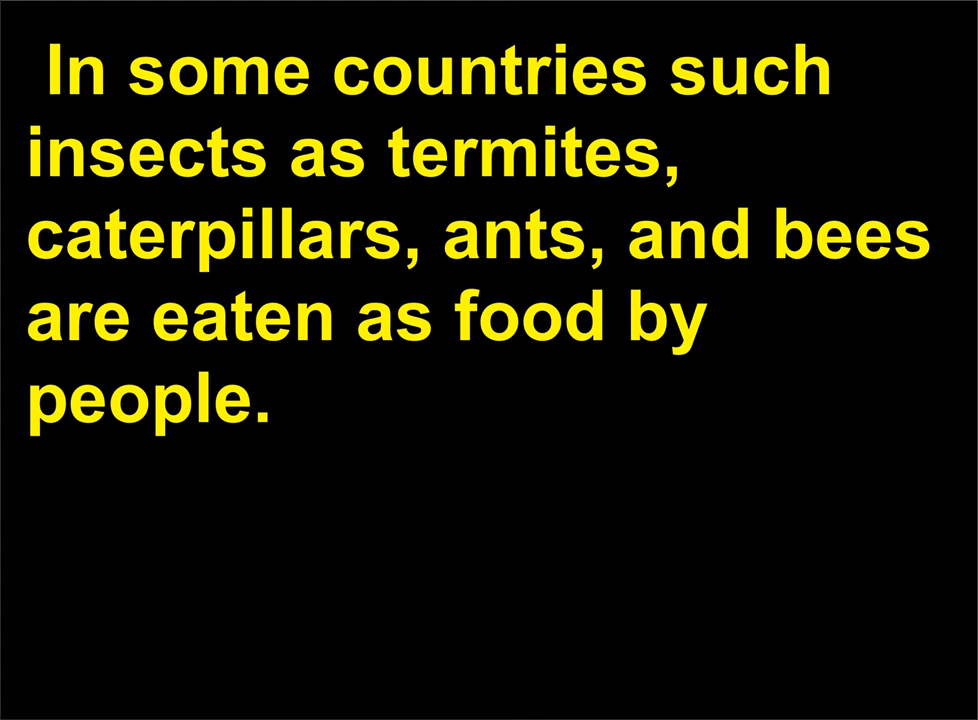 In some countries such
insects as termites,
caterpillars, ants, and bees
are eaten as food by
people.